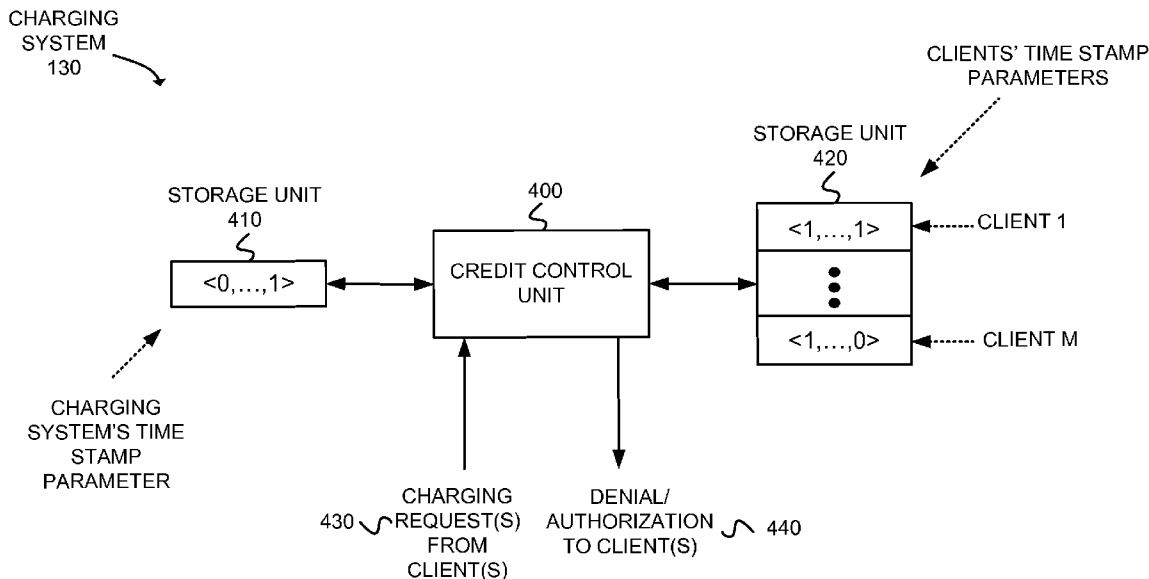 CHARGING
SYSTEM
130
CLIENTS' TIME STAMP
PARAMETERS
STORAGE UNIT
420
STORAGE UNIT
410
400
<1,...,1>
CLIENT 1
CREDIT CONTROL
UNIT
<0,...,1>
<1,...,0>
CLIENT M
CHARGING
SYSTEM'S TIME
STAMP
PARAMETER
430
CHARGING
REQUEST(S)
FROM
CLIENT(S)
DENIAL/
AUTHORIZATION
TO CLIENT(S)
440